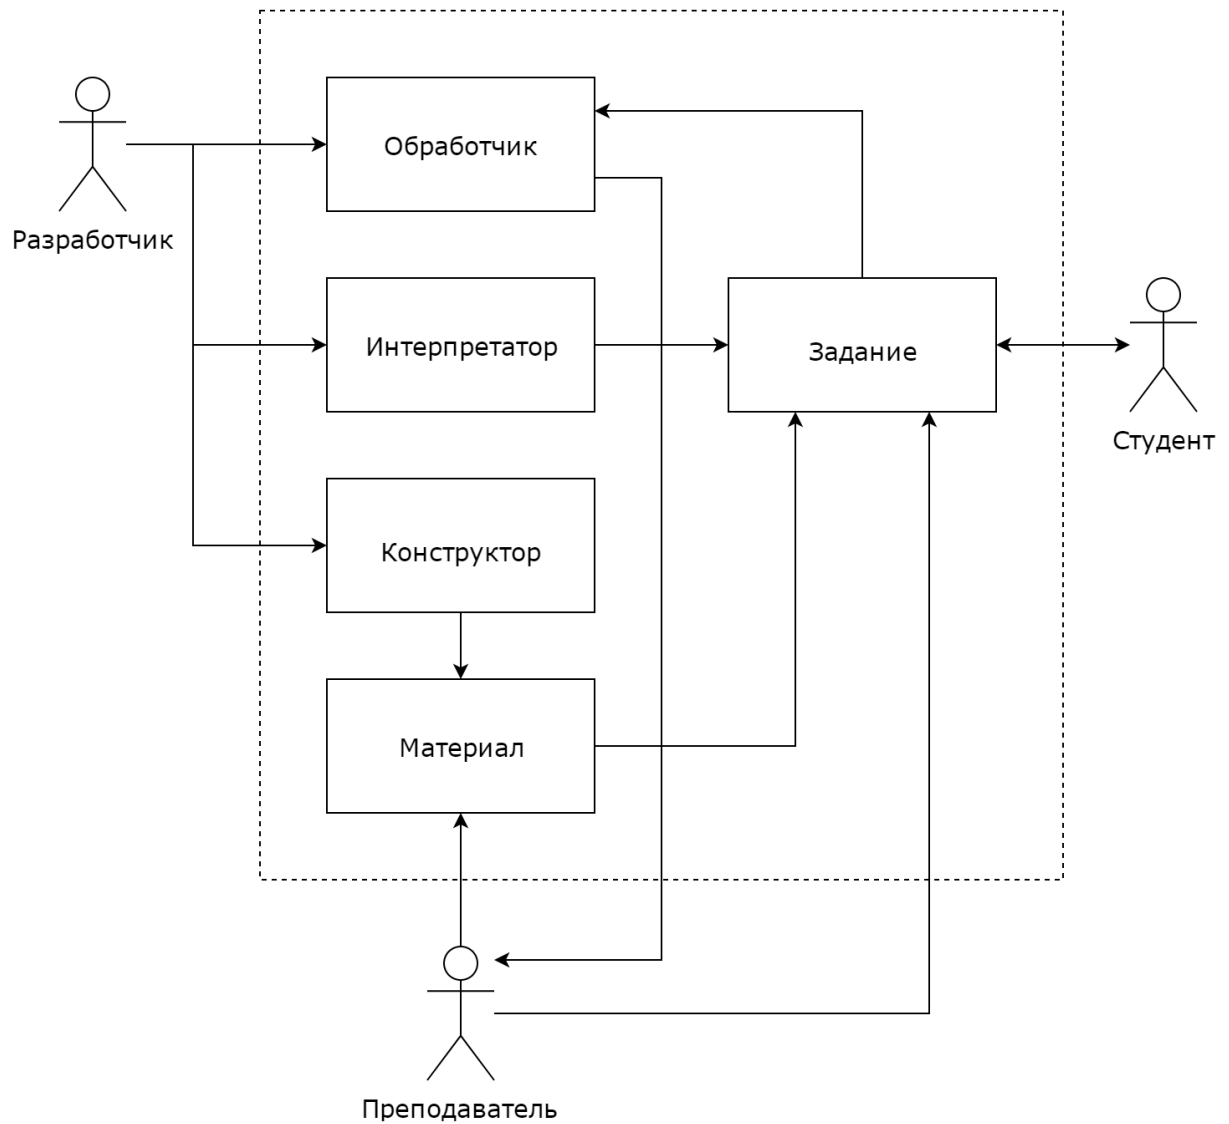 Обработчик
Разработчик
Интерпретатор
Задание
Студент
Конструктор
Материал
Преподаватель